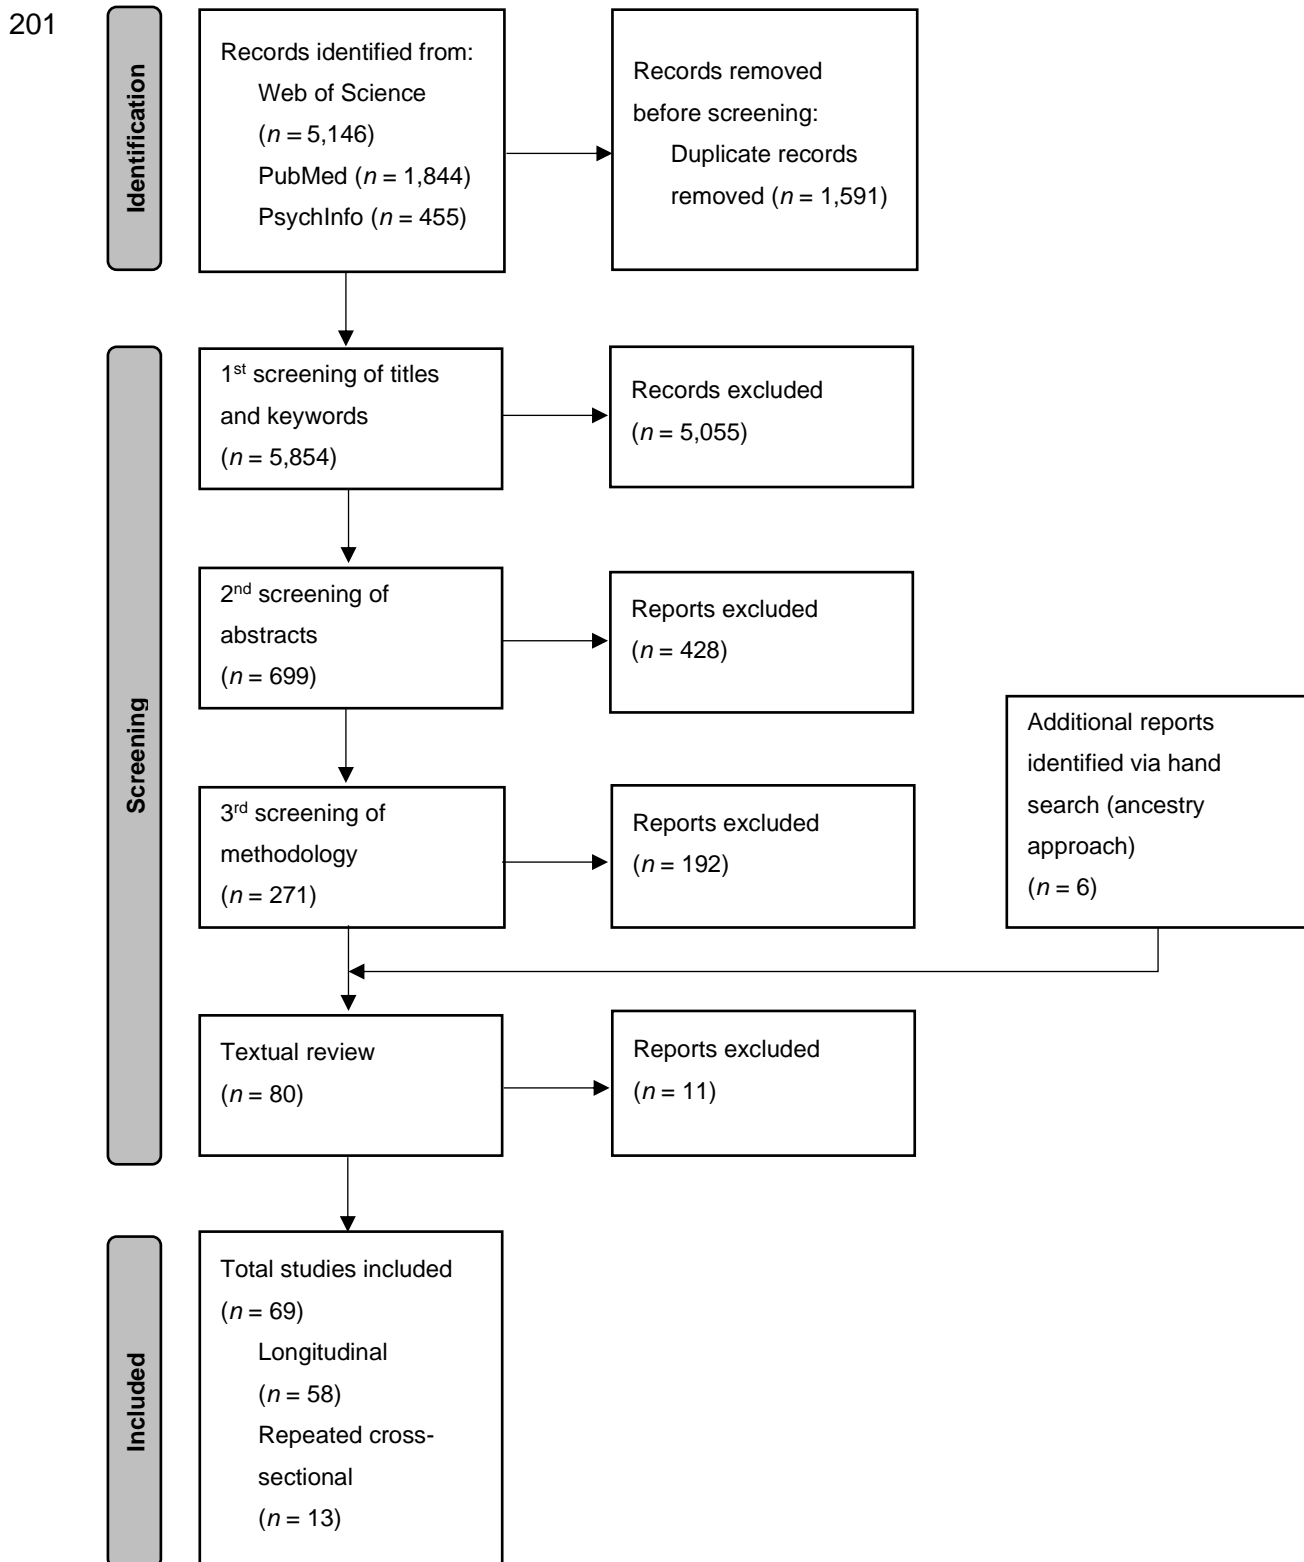 201
Identification
Records identified from:
Web of Science
(n = 5,146)
PubMed (n = 1,844)
PsychInfo (n = 455)
Records removed
before screening:
Duplicate records
removed (n = 1,591)
Screening
1st screening of titles
and keywords
(n = 5,854)
Records excluded
(n = 5,055)
2nd screening of
abstracts
(n = 699)
Reports excluded
(n = 428)
3rd screening of
methodology
(n = 271)
Reports excluded
(n = 192)
Additional reports
identified via hand
search (ancestry
approach)
(n = 6)
Textual review
(n = 80)
Reports excluded
(n = 11)
Included
Total studies included
(n = 69)
Longitudinal
(n = 58)
Repeated cross-
sectional
(n = 13)